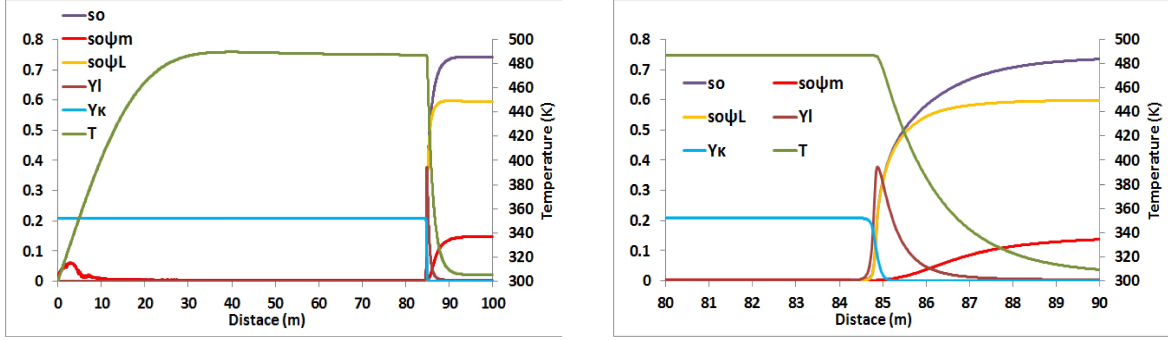 so
soψm
soψL
Yl
Yκ
T
0.8
0.7
0.6
0.5
0.4
0.3
0.2
0.1
0
500
480
460
440
420
400
380
360
340
320
300
Temperature (K)
0 10 20 30 40 50 60 70 80 90 100
Distace (m)
0.8
0.7
0.6
0.5
0.4
0.3
0.2
0.1
0
so soψm
soψL Yl
Yκ T
500
480
460
440
420
400
380
360
340
320
300
Temperature (K)
80 81 82 83 84 85 86 87 88 89 90
Distace (m)